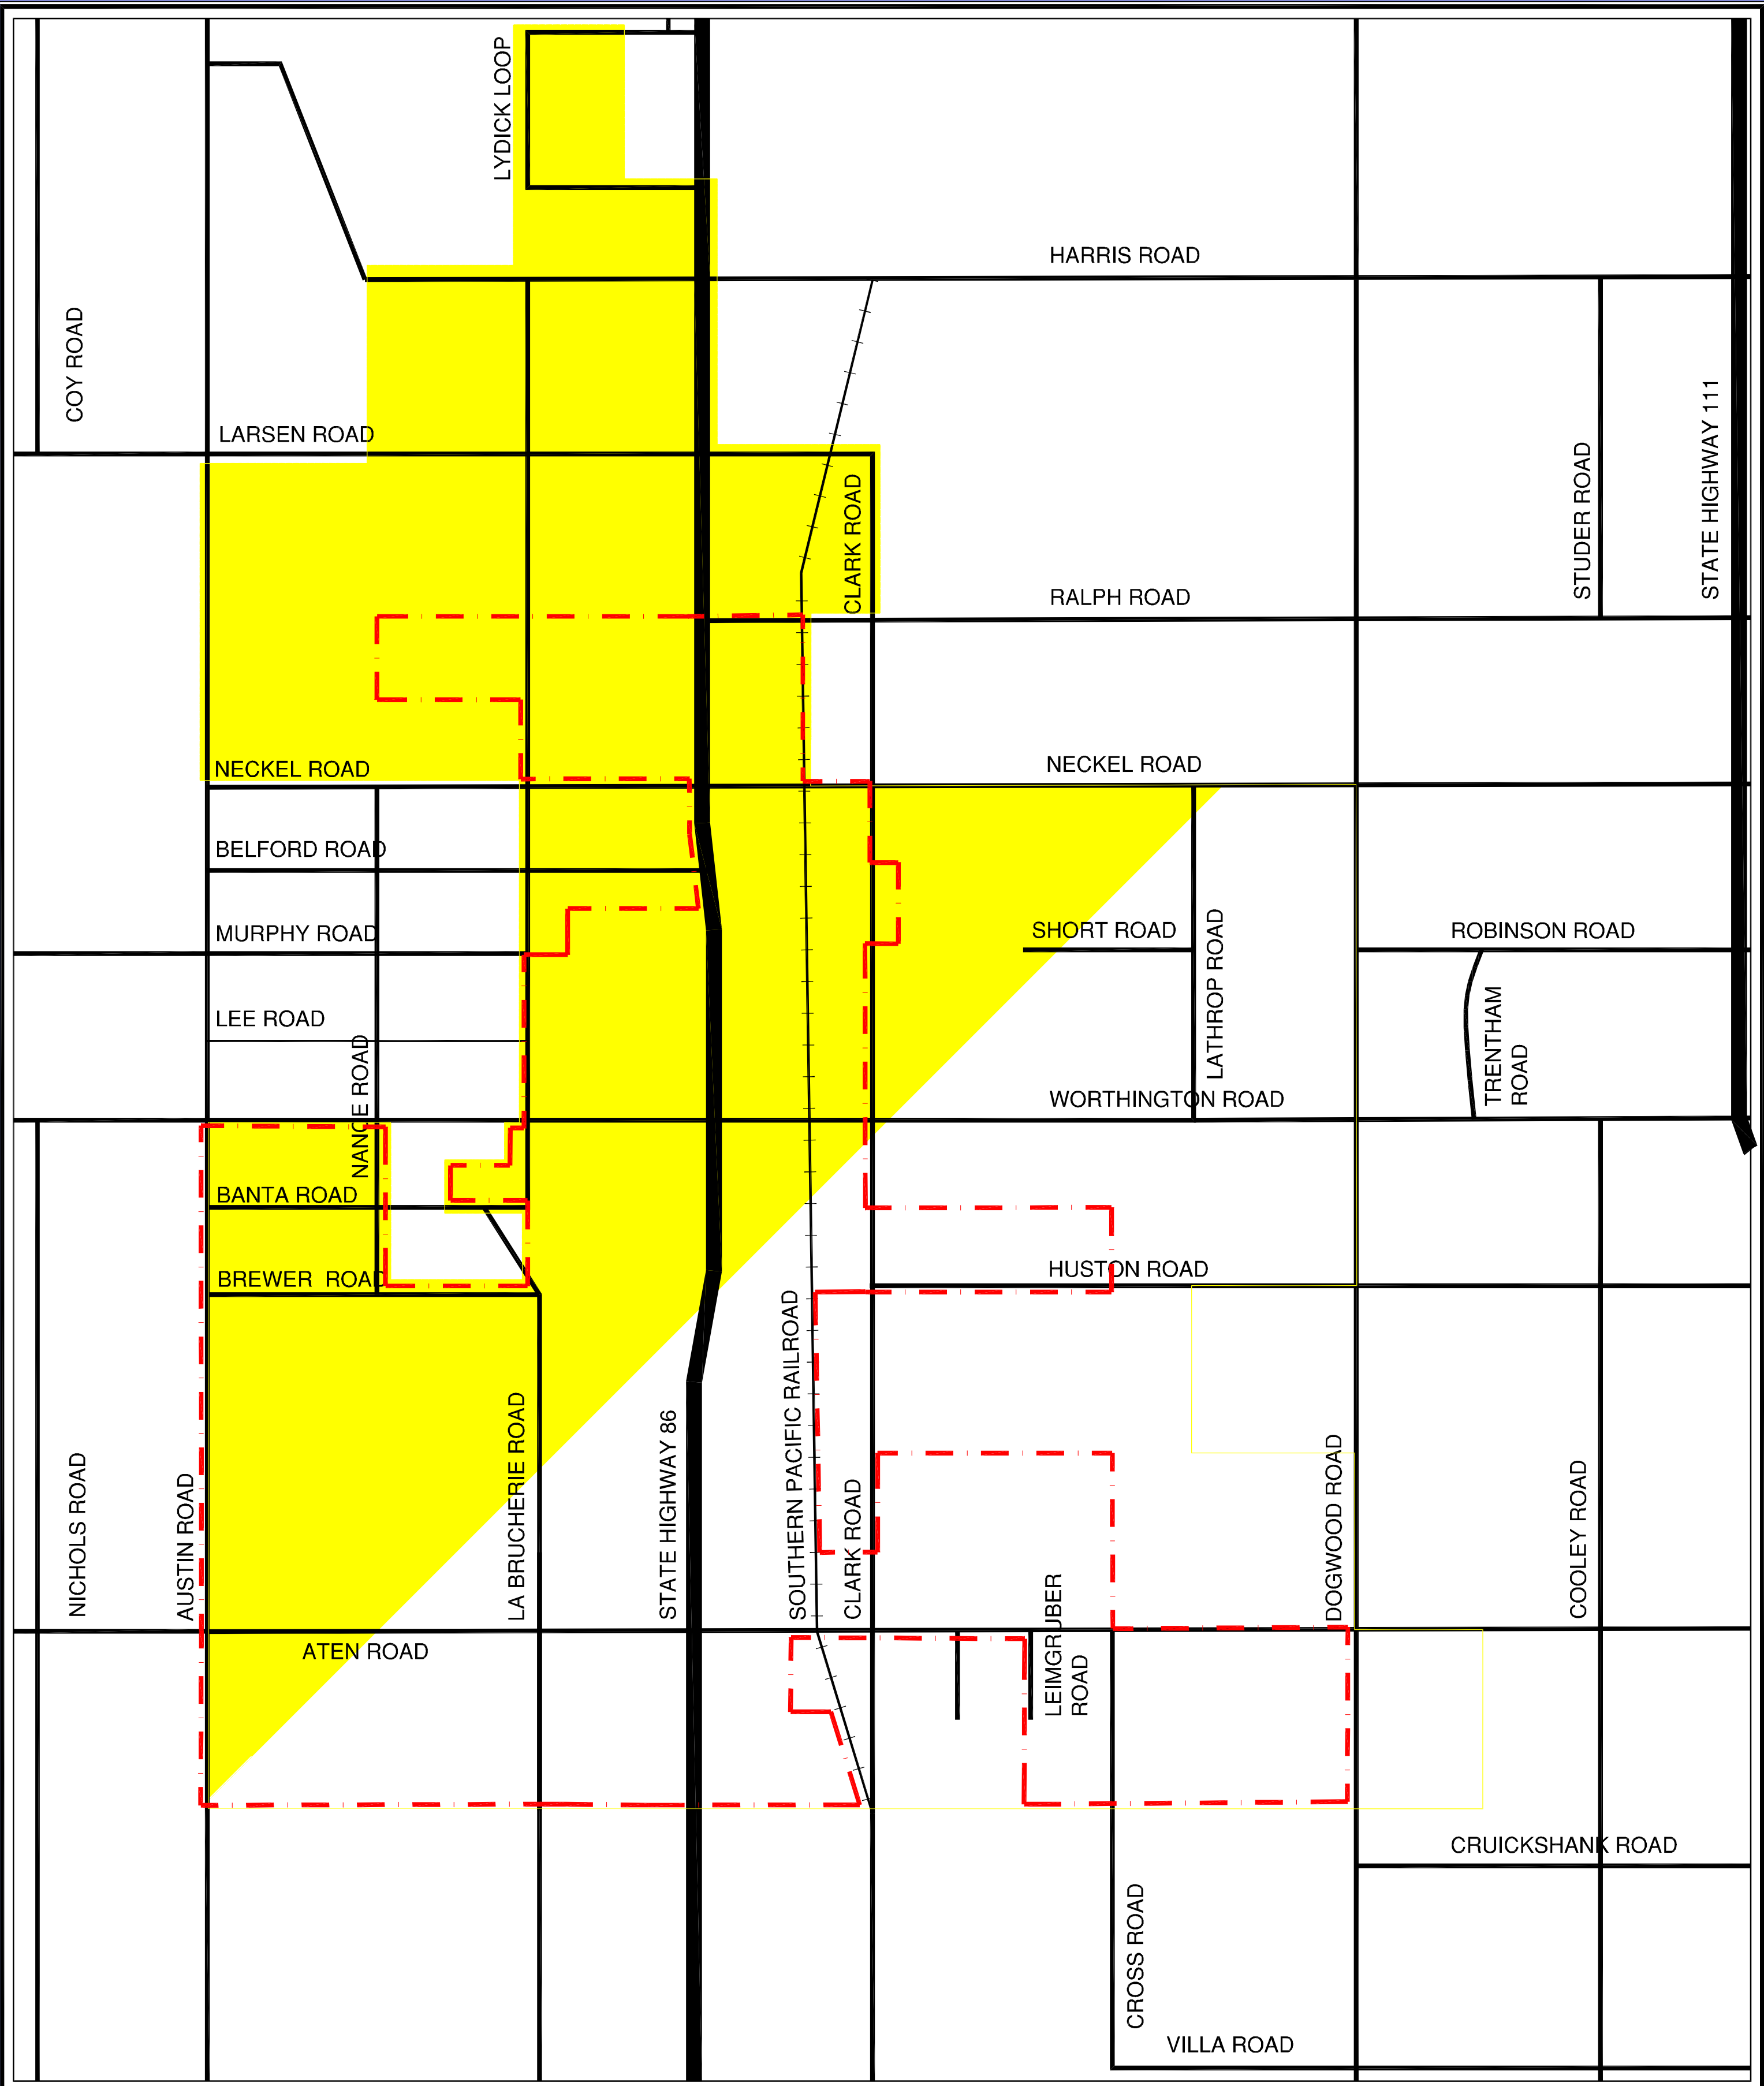 LYDICK LOOP
HARRIS ROAD
COY ROAD
LARSEN ROAD
STATE HIGHWAY 111
STUDER ROAD
CLARK ROAD
RALPH ROAD
NECKEL ROAD
NECKEL ROAD
BELFORD ROAD
MURPHY ROAD
SHORT ROAD
ROBINSON ROAD
LATHROP ROAD
LEE ROAD
TRENTHAM
ROAD
NANCE ROAD
WORTHINGTON ROAD
BANTA ROAD
BREWER ROAD
HUSTON ROAD
NICHOLS ROAD
AUSTIN ROAD
LA BRUCHERIE ROAD
STATE HIGHWAY 86
SOUTHERN PACIFIC RAILROAD
CLARK ROAD
DOGWOOD ROAD
COOLEY ROAD
ATEN ROAD
LEIMGRUBER
ROAD
CRUICKSHANK ROAD
CROSS ROAD
VILLA ROAD